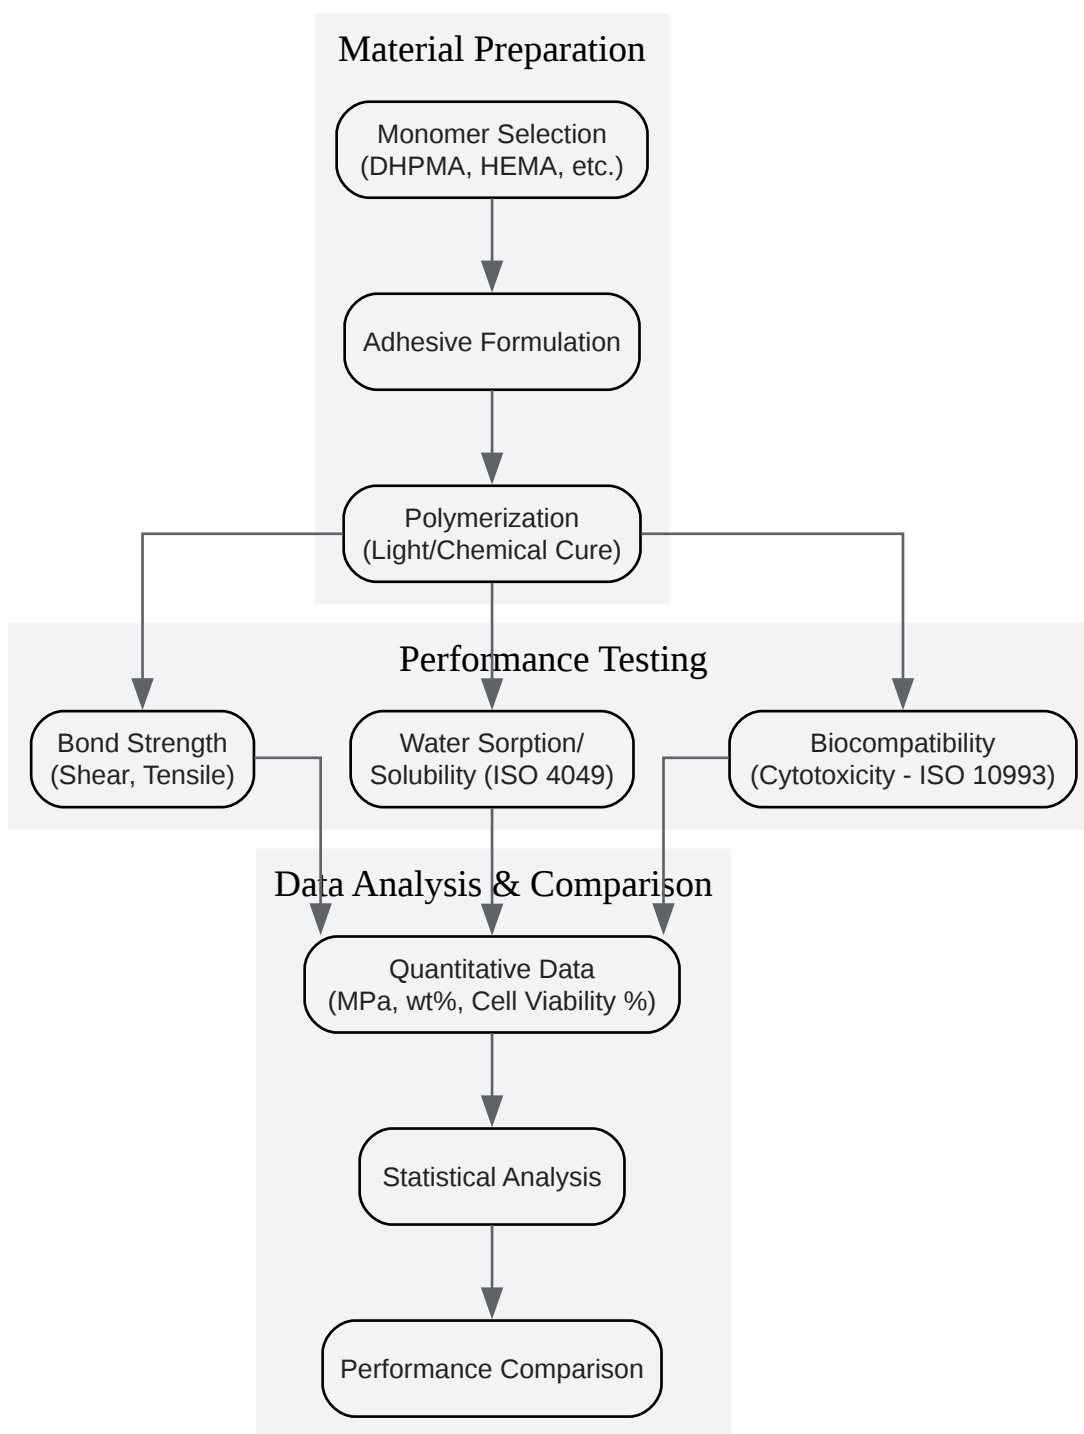 Material Preparation
Monomer Selection
(DHPMA, HEMA, etc.)
Adhesive Formulation
Polymerization
(Light/Chemical Cure)
Performance Testing
Bond Strength
(Shear, Tensile)
Water Sorption/
Solubility (ISO 4049)
Biocompatibility
(Cytotoxicity - ISO 10993)
Data Analysis & Comparison
Quantitative Data
(MPa, wt%, Cell Viability %)
Statistical Analysis
Performance Comparison